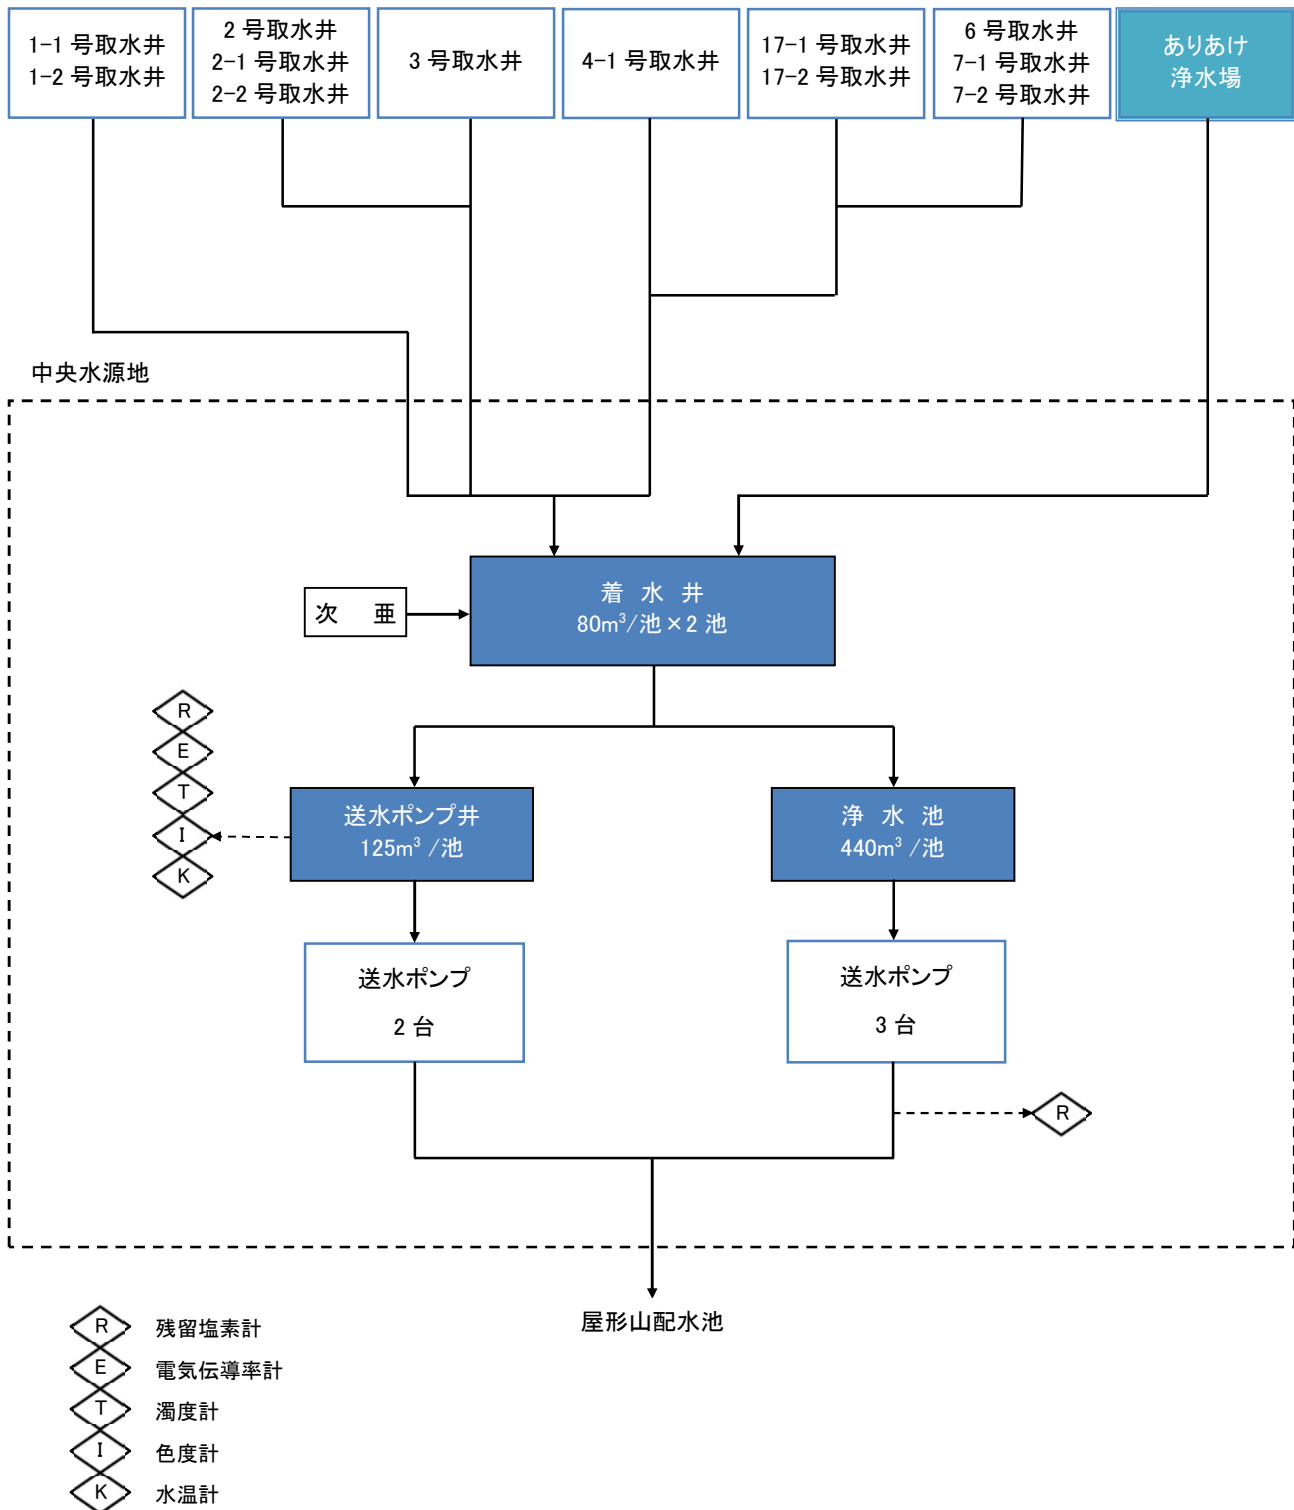 1-1 号取水井
1-2 号取水井
2 号取水井
2-1 号取水井
2-2 号取水井
3 号取水井
4-1 号取水井
17-1 号取水井
17-2 号取水井
6 号取水井
7-1 号取水井
7-2 号取水井
ありあけ
浄水場
中央水源地
着 水 井
80m³/池×2 池
次 亜
R
E
T
I
K
送水ポンプ井
125m³ /池
浄 水 池
440m³ /池
送水ポンプ
2 台
送水ポンプ
3 台
R
屋形山配水池
R 残留塩素計
E 電気伝導率計
T 濁度計
I 色度計
K 水温計